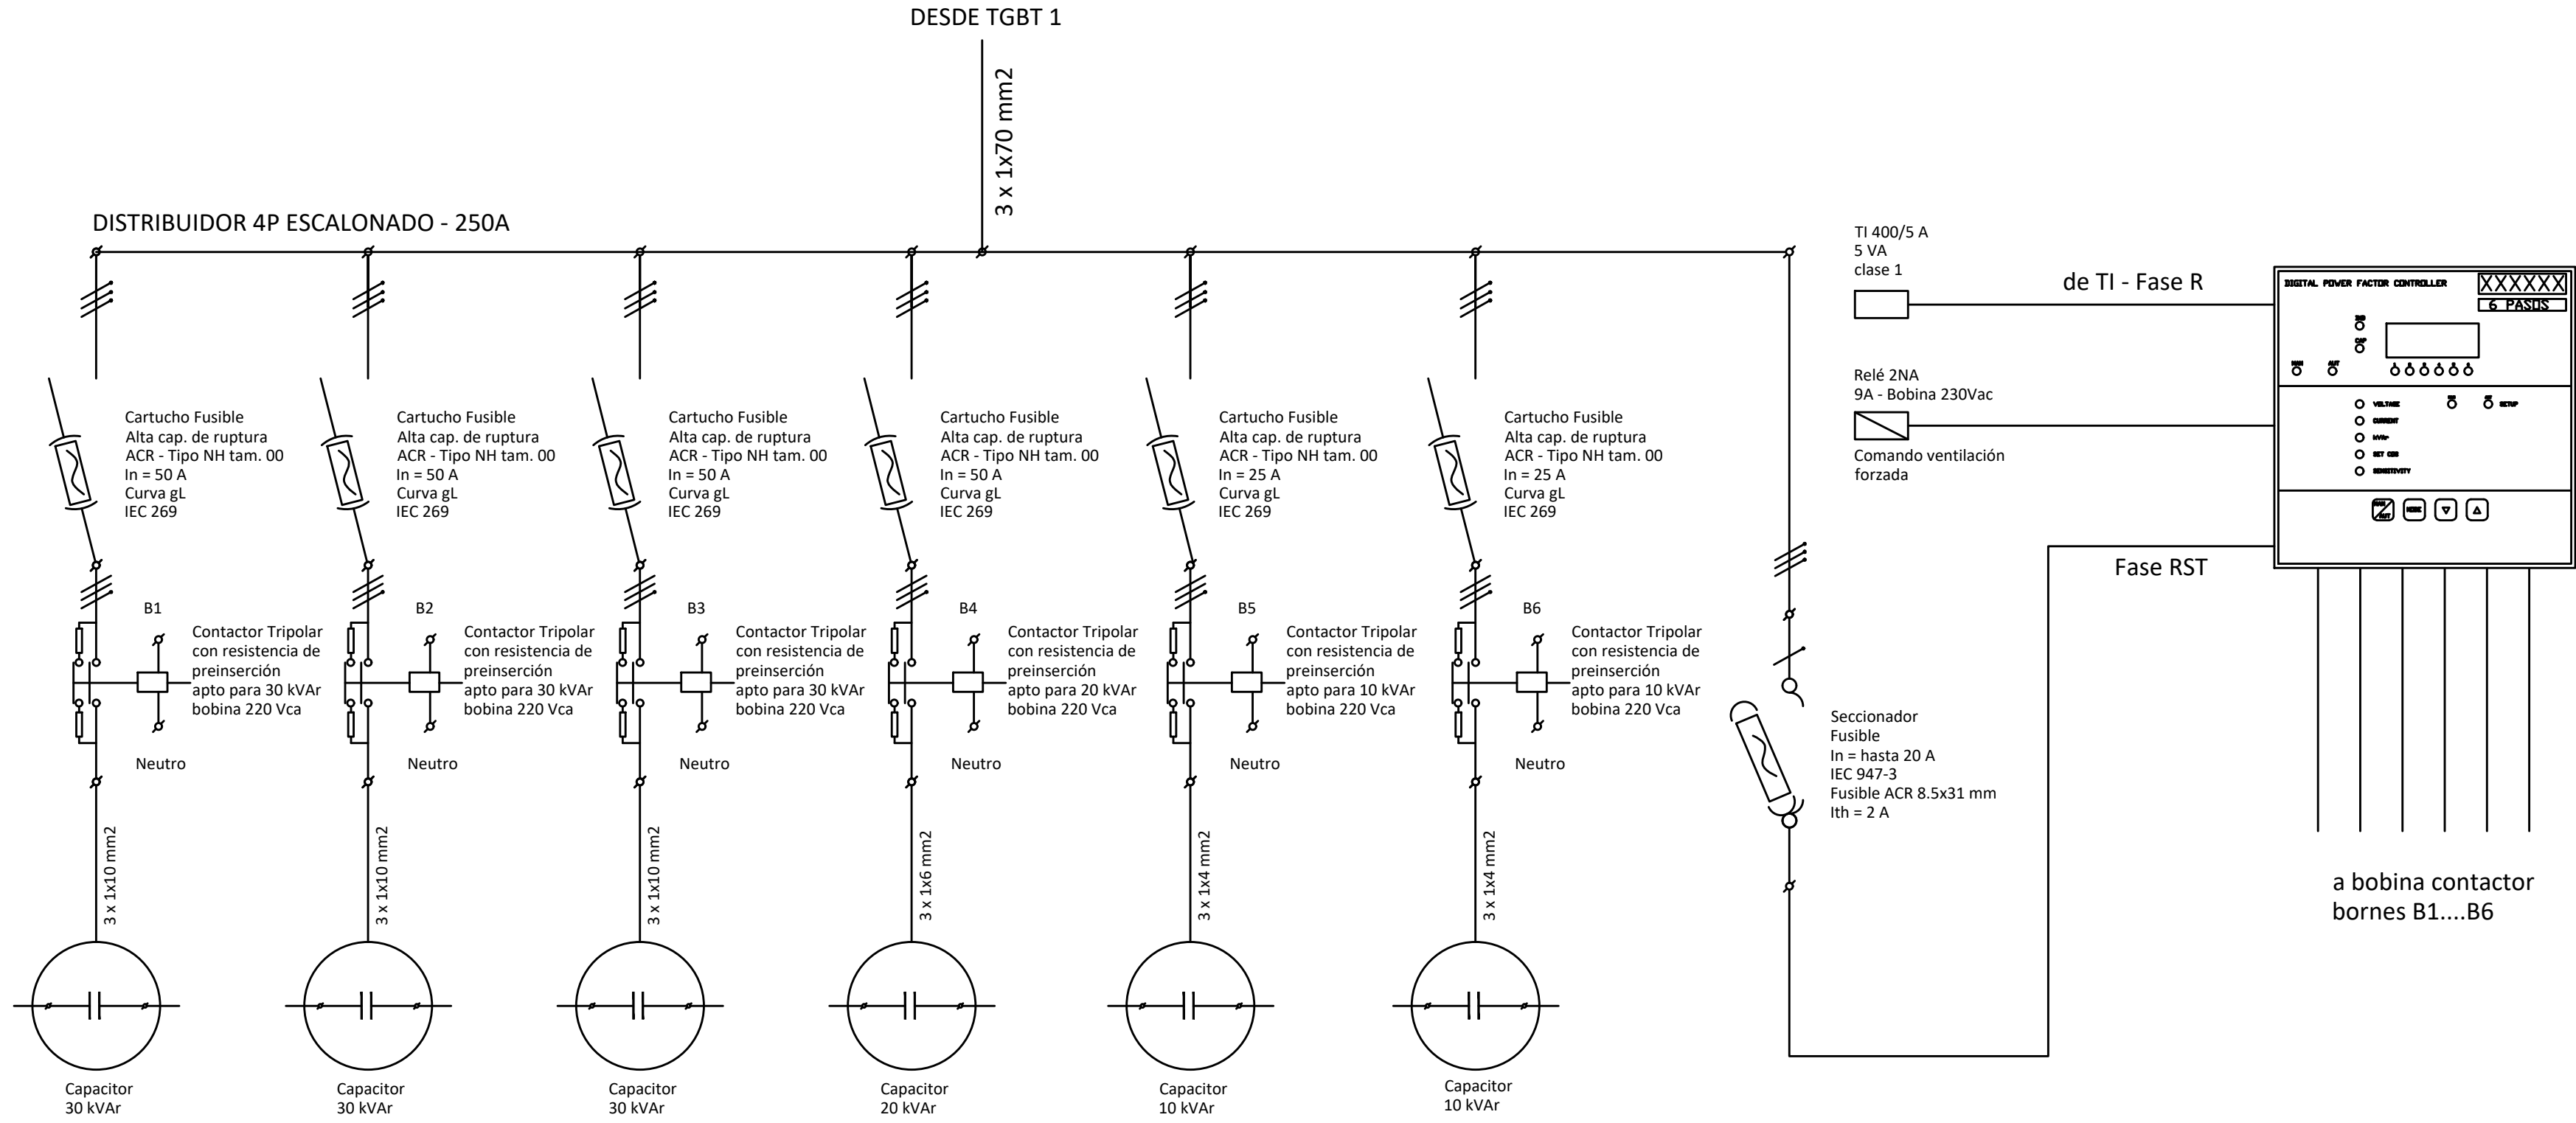 DESDE TGBT 1
3 x 1x70 mm2
DISTRIBUIDOR 4P ESCALONADO - 250A
Cartucho Fusible
Alta cap. de ruptura
ACR - Tipo NH tam. 00
In = 50 A
Curva gL
IEC 269
Cartucho Fusible
Alta cap. de ruptura
ACR - Tipo NH tam. 00
In = 50 A
Curva gL
IEC 269
Cartucho Fusible
Alta cap. de ruptura
ACR - Tipo NH tam. 00
In = 50 A
Curva gL
IEC 269
Cartucho Fusible
Alta cap. de ruptura
ACR - Tipo NH tam. 00
In = 50 A
Curva gL
IEC 269
Cartucho Fusible
Alta cap. de ruptura
ACR - Tipo NH tam. 00
In = 25 A
Curva gL
IEC 269
Cartucho Fusible
Alta cap. de ruptura
ACR - Tipo NH tam. 00
In = 25 A
Curva gL
IEC 269
B1
Contactor Tripolar
con resistencia de
preinserción
apto para 30 kVAr
bobina 220 Vca
Neutro
B2
Contactor Tripolar
con resistencia de
preinserción
apto para 30 kVAr
bobina 220 Vca
Neutro
B3
Contactor Tripolar
con resistencia de
preinserción
apto para 30 kVAr
bobina 220 Vca
Neutro
B4
Contactor Tripolar
con resistencia de
preinserción
apto para 20 kVAr
bobina 220 Vca
Neutro
B5
Contactor Tripolar
con resistencia de
preinserción
apto para 10 kVAr
bobina 220 Vca
Neutro
B6
Contactor Tripolar
con resistencia de
preinserción
apto para 10 kVAr
bobina 220 Vca
Neutro
3 x 1x10 mm2
3 x 1x10 mm2
3 x 1x10 mm2
3 x 1x6 mm2
3 x 1x4 mm2
3 x 1x4 mm2
Capacitor
30 kVAr
Capacitor
30 kVAr
Capacitor
30 kVAr
Capacitor
20 kVAr
Capacitor
10 kVAr
Capacitor
10 kVAr
Seccionador
Fusible
In = hasta 20 A
IEC 947-3
Fusible ACR 8.5x31 mm
Ith = 2 A
TI 400/5 A
5 VA
clase 1
de TI - Fase R
Relé 2NA
9A - Bobina 230Vac
Comando ventilación
forzada
Fase RST
DIGITAL POWER FACTOR CONTROLLER
XXXXXX
6 PASOS
IND
CAP
MAN
AUT
VOLTAGE
SETUP
CURRENT
kVAr
SET COS
SENSITIVITY
MAN
AUT
MODE
a bobina contactor
bornes B1....B6